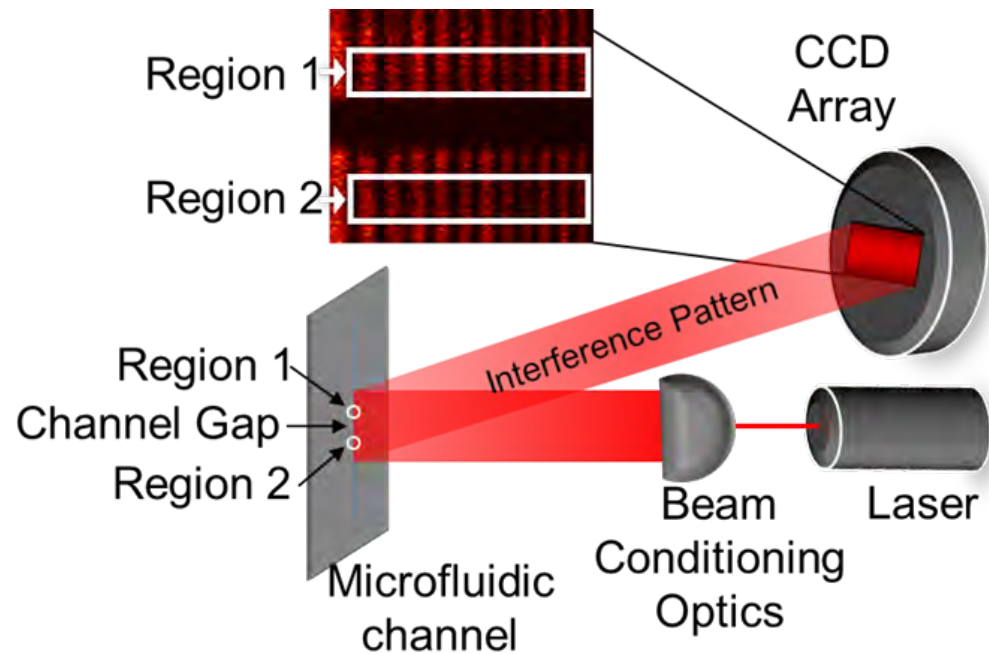 Region 1
Region 2
CCD
Array
Interference Pattern
Region 1
Channel Gap
Region 2
Microfluidic
channel
Beam
Conditioning
Optics
Laser